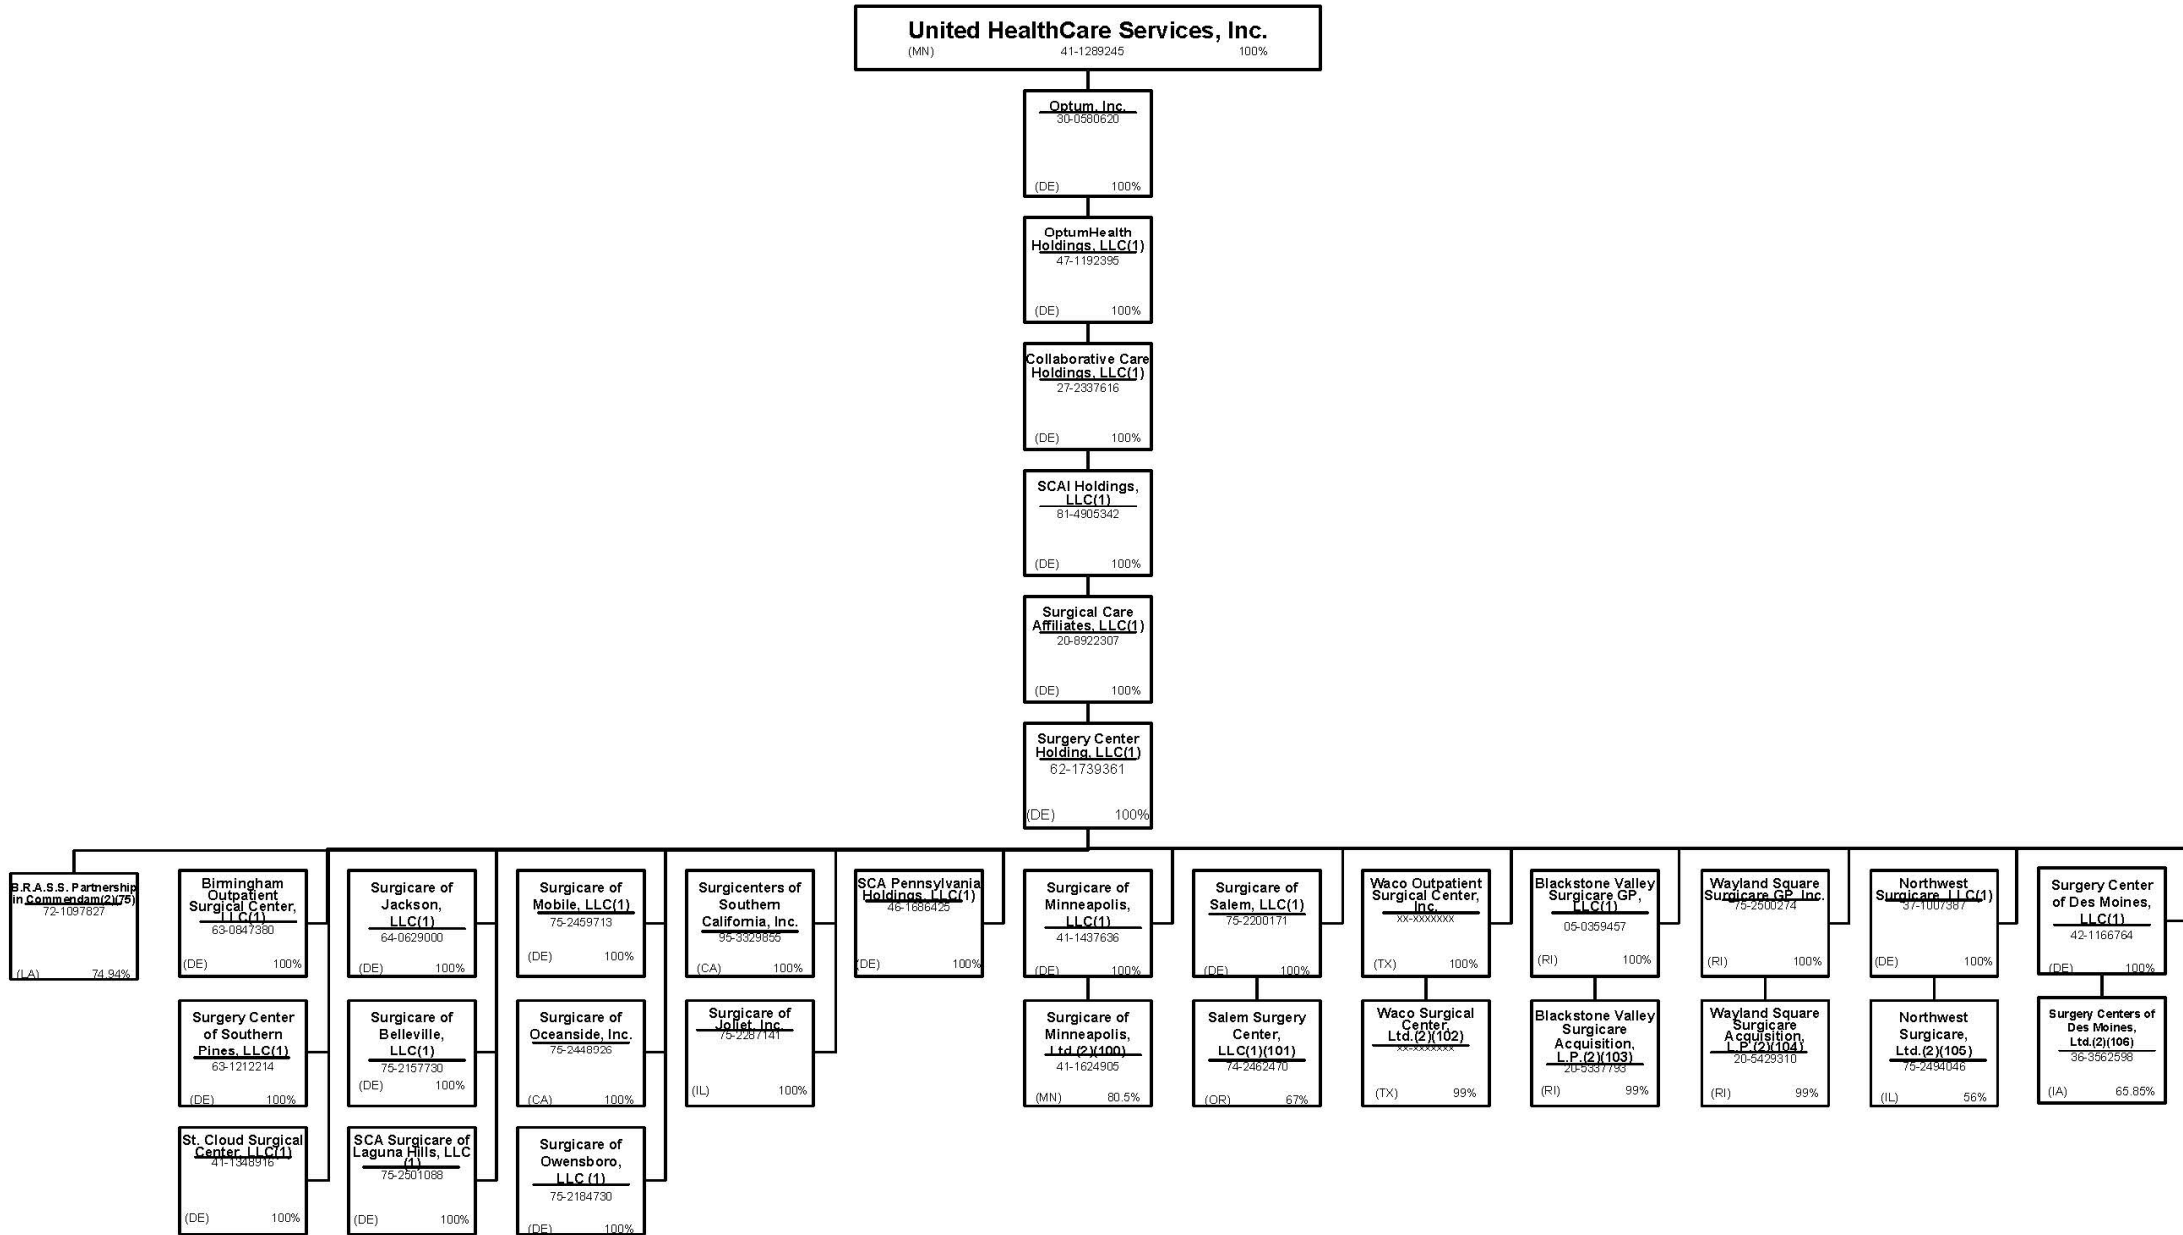 United HealthCare Services, Inc.
(MN) 41-1289245 100%
Optum, Inc.
30-0580620
(DE) 100%
OptumHealth
Holdings, LLC(1)
47-1192395
(DE) 100%
Collaborative Care
Holdings, LLC(1)
27-2337616
(DE) 100%
SCAI Holdings,
LLC(1)
81-4905342
(DE) 100%
Surgical Care
Affiliates, LLC(1)
20-8922307
(DE) 100%
Surgery Center
Holding, LLC(1)
62-1739361
(DE) 100%
B.R.A.S.S. Partnership
in Commendam(2)(75)
72-1097827
(LA) 74.94%
Birmingham
Outpatient
Surgical Center,
LLC(1)
63-0847380
(DE) 100%
Surgicare of
Jackson,
LLC(1)
64-0629000
(DE) 100%
Surgicare of
Mobile, LLC(1)
75-2459713
(DE) 100%
Surgicenters of
Southern
California, Inc.
95-3329855
(CA) 100%
SCA Pennsylvania
Holdings, LLC(1)
46-1686425
(DE) 100%
Surgicare of
Minneapolis,
LLC(1)
41-1437636
(DE) 100%
Surgicare of
Salem, LLC(1)
75-2200171
(DE) 100%
Waco Outpatient
Surgical Center,
Inc.
xx-xxxxxxx
(TX) 100%
Blackstone Valley
Surgicare GP,
LLC(1)
05-0359457
(RI) 100%
Wayland Square
Surgicare GP, Inc.
75-2500274
(RI) 100%
Northwest
Surgicare, LLC(1)
37-1007387
(DE) 100%
Surgery Center
of Des Moines,
LLC(1)
42-1166764
(DE) 100%
Surgery Center
of Southern
Pines, LLC(1)
63-1212214
(DE) 100%
Surgicare of
Belleville,
LLC(1)
75-2157730
(DE) 100%
Surgicare of
Oceanside, Inc.
75-2448926
(CA) 100%
Surgicare of
Joliet, Inc.
75-2287141
(IL) 100%
Surgicare of
Minneapolis,
Ltd.(2)(100)
41-1624905
(MN) 80.5%
Salem Surgery
Center,
LLC(1)(101)
74-2462470
(OR) 67%
Waco Surgical
Center,
Ltd.(2)(102)
xx-xxxxxxx
(TX) 99%
Blackstone Valley
Surgicare
Acquisition,
L.P.(2)(103)
20-5337793
(RI) 99%
Wayland Square
Surgicare
Acquisition,
L.P.(2)(104)
20-5429310
(RI) 99%
Northwest
Surgicare,
Ltd.(2)(105)
75-2494046
(IL) 56%
Surgery Centers of
Des Moines,
Ltd.(2)(106)
36-3562598
(IA) 65.85%
St. Cloud Surgical
Center, LLC(1)
41-1348916
(DE) 100%
SCA Surgicare of
Laguna Hills, LLC
(1)
75-2501088
(DE) 100%
Surgicare of
Owensboro,
LLC (1)
75-2184730
(DE) 100%